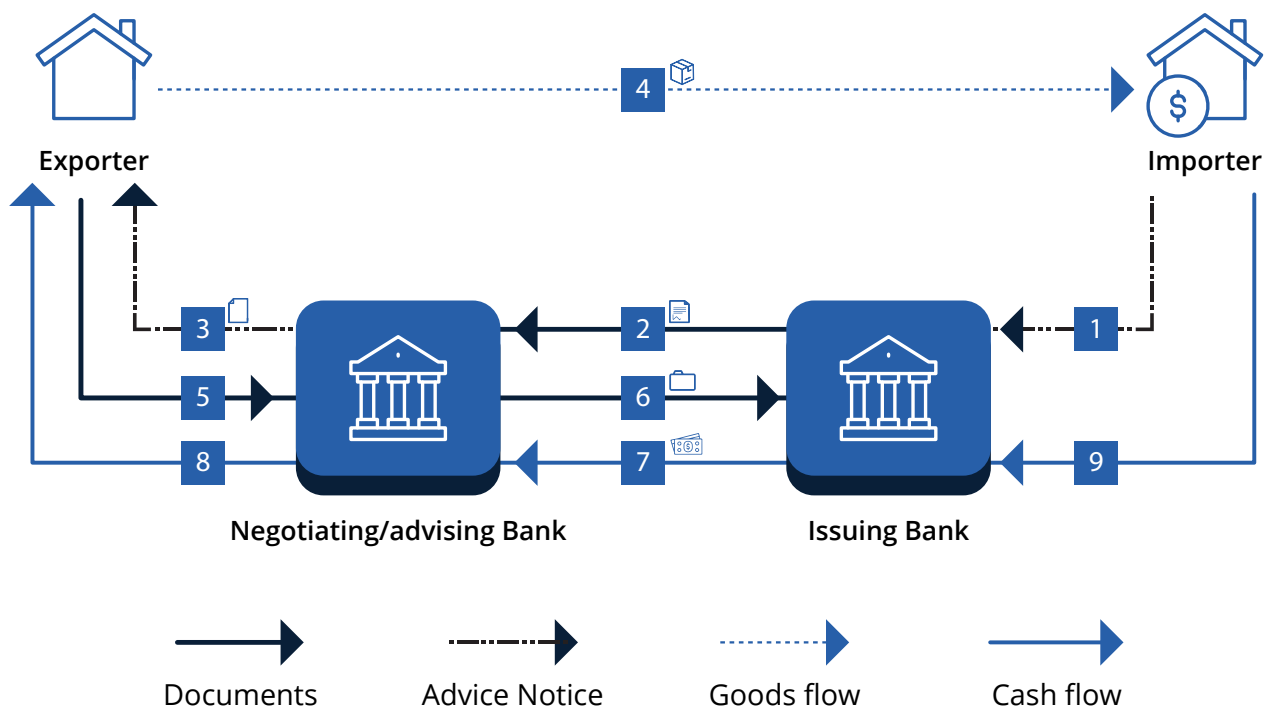 4
$
Exporter
Importer
3
2
1
5
6
8
7
9
Negotiating/advising Bank
Issuing Bank
Documents
Advice Notice
Goods flow
Cash flow